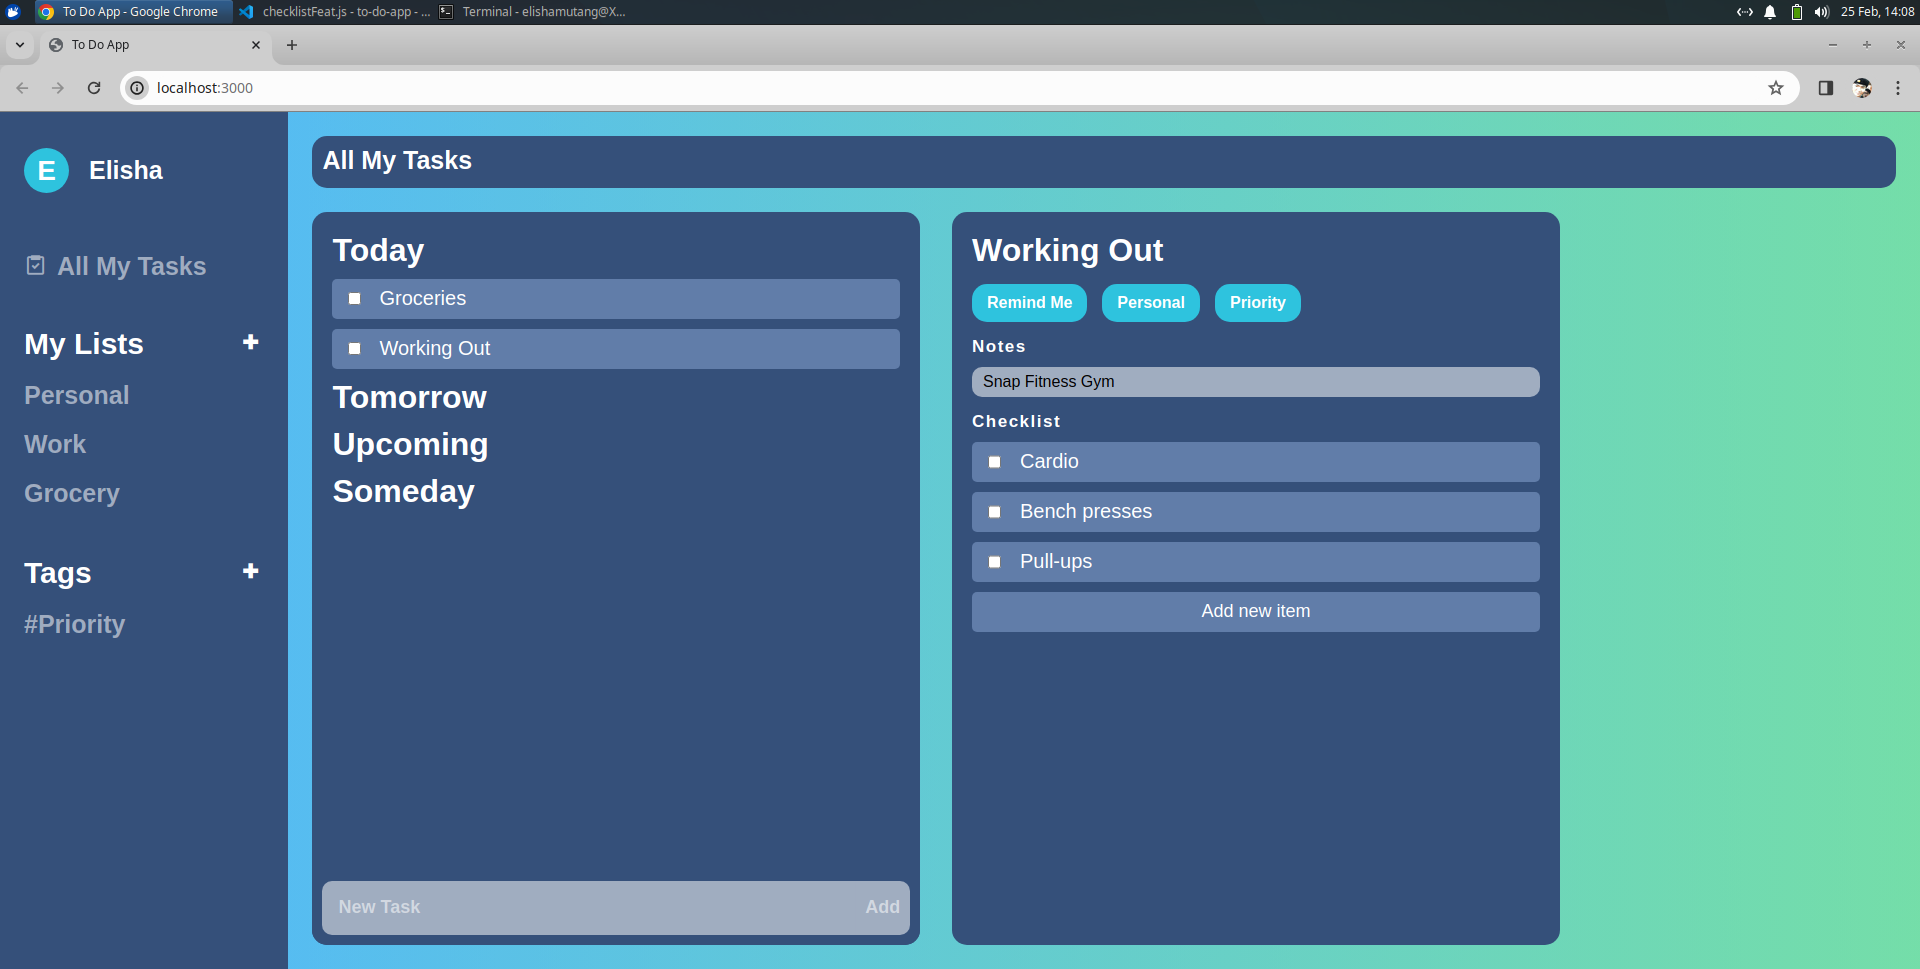 To Do App - Google Chrome
checklistFeat.js - to-do-app - ...
Terminal - elishamutang@X...
25 Feb, 14:08
To Do App
localhost:3000
E
Elisha
All My Tasks
My Lists
Personal
Work
Grocery
Tags
#Priority
All My Tasks
Today
Groceries
Working Out
Tomorrow
Upcoming
Someday
New Task
Add
Working Out
Remind Me
Personal
Priority
Notes
Snap Fitness Gym
Checklist
Cardio
Bench presses
Pull-ups
Add new item